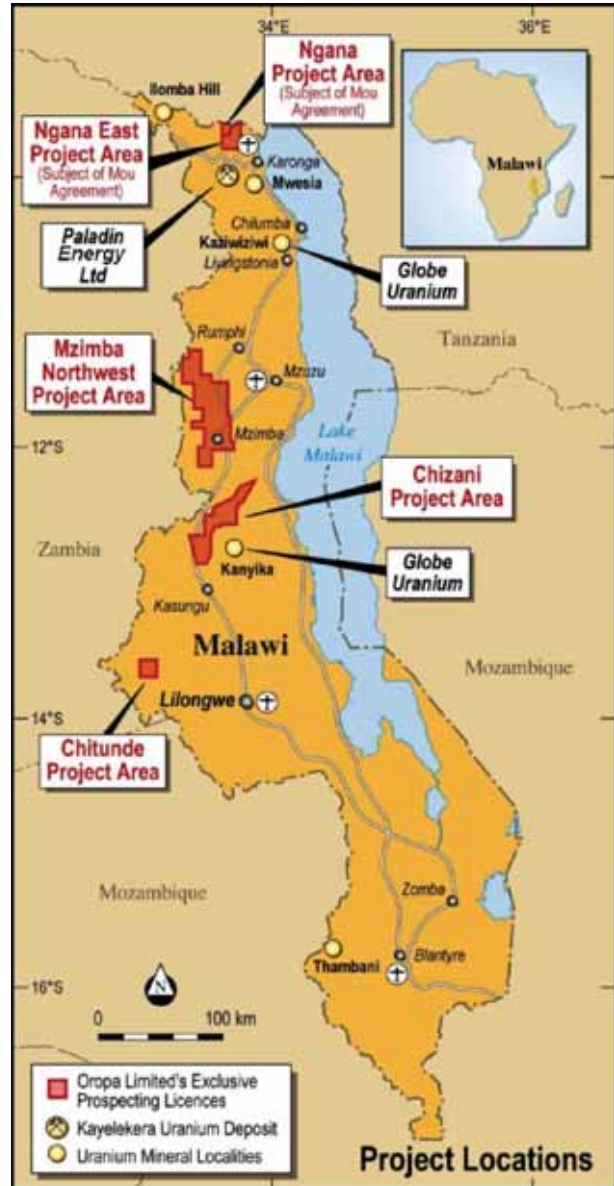 34°E
36°E
Ngana
Project Area
(Subject of Mou
Agreement)
Ilomba Hill
Ngana East
Project Area
(Subject of Mou
Agreement)
Karonga
Mwesia
Malawi
Paladin
Energy
Ltd
Chilumba
Kaziwiziwi
Livingstonia
Globe
Uranium
Tanzania
Rumphi
Mzuzu
Mzimba
Northwest
Project Area
Mzimba
12°S
Lake
Malawi
Chizani
Project Area
Zambia
Kanyika
Globe
Uranium
Kasungu
Malawi
Mozambique
Lilongwe
14°S
Chitunde
Project Area
Mozambique
Zomba
Thambani
Blantyre
16°S
N
0
100 km
Oropa Limited's Exclusive
Prospecting Licences
Kayelekera Uranium Deposit
Uranium Mineral Localities
Project Locations